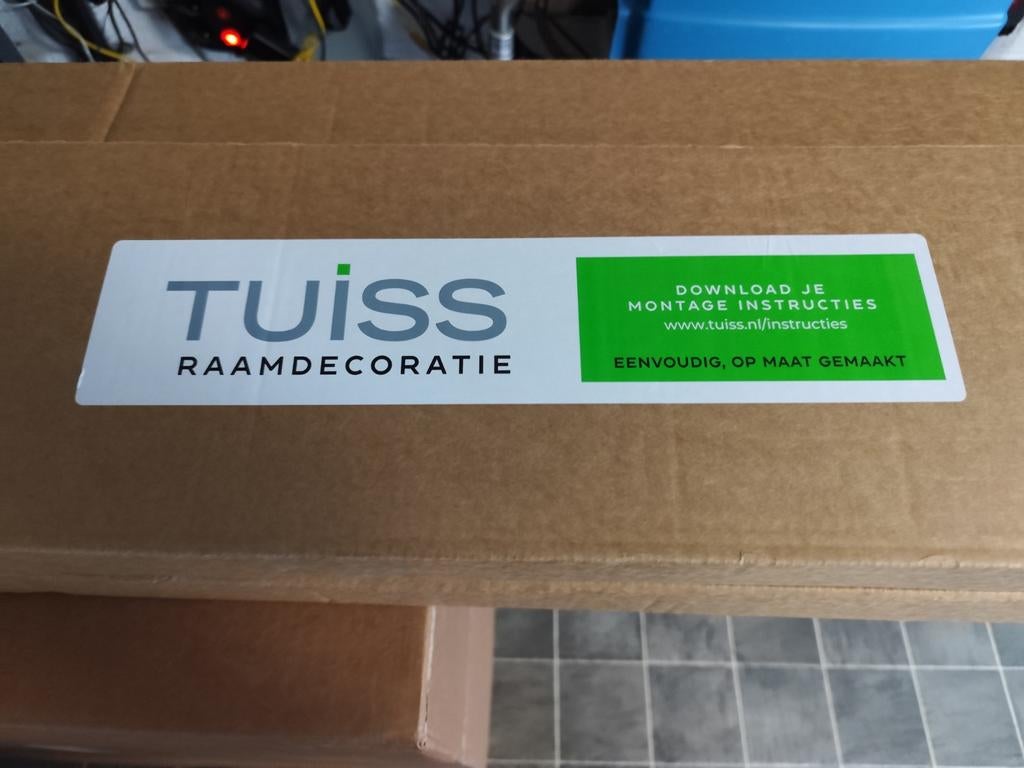 TUiSS
RAAMDECORATIE
DOWNLOAD JE
MONTAGE INSTRUCTIES
www.tuiss.nl/instructies
EENVOUDIG, OP MAAT GEMAAKT